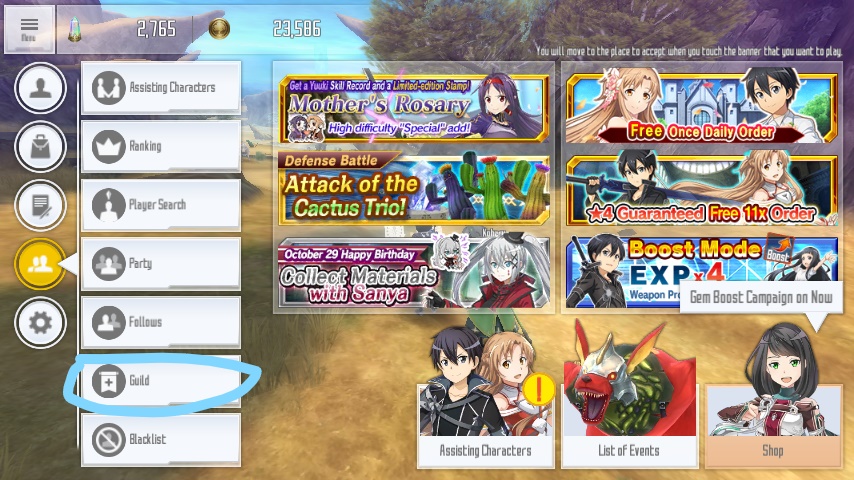 Menu
2,765
23,586
You will move to the place to accept when you touch the banner that you want to play.
Assisting Characters
Ranking
Player Search
Party
Follows
Guild
Blacklist
Get a Yuuki Skill Record and a Limited-edition Stamp!
Mother's Rosary
High difficulty "Special" add!
Defense Battle
Attack of the
Cactus Trio!
October 29 Happy Birthday
Collect Materials
with Sanya
Free Once Daily Order
★4 Guaranteed Free 11x Order
Boost Mode
EXP x4
Boost
Gem Boost Campaign on Now
Assisting Characters
List of Events
Shop